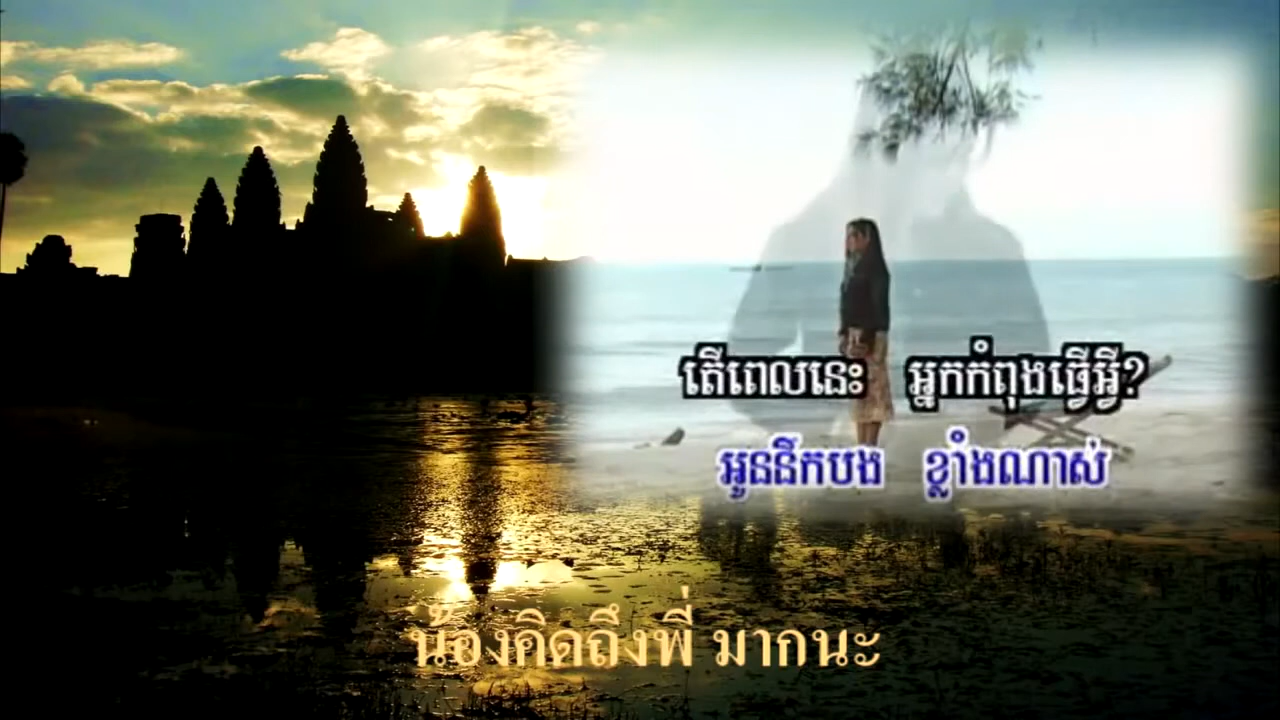 តើពេលនេះ អ្នកកំពុងធ្វើអ្វី?
អូននឹកបង ខ្លាំងណាស់
น้องคิดถึงพี่ มากนะ